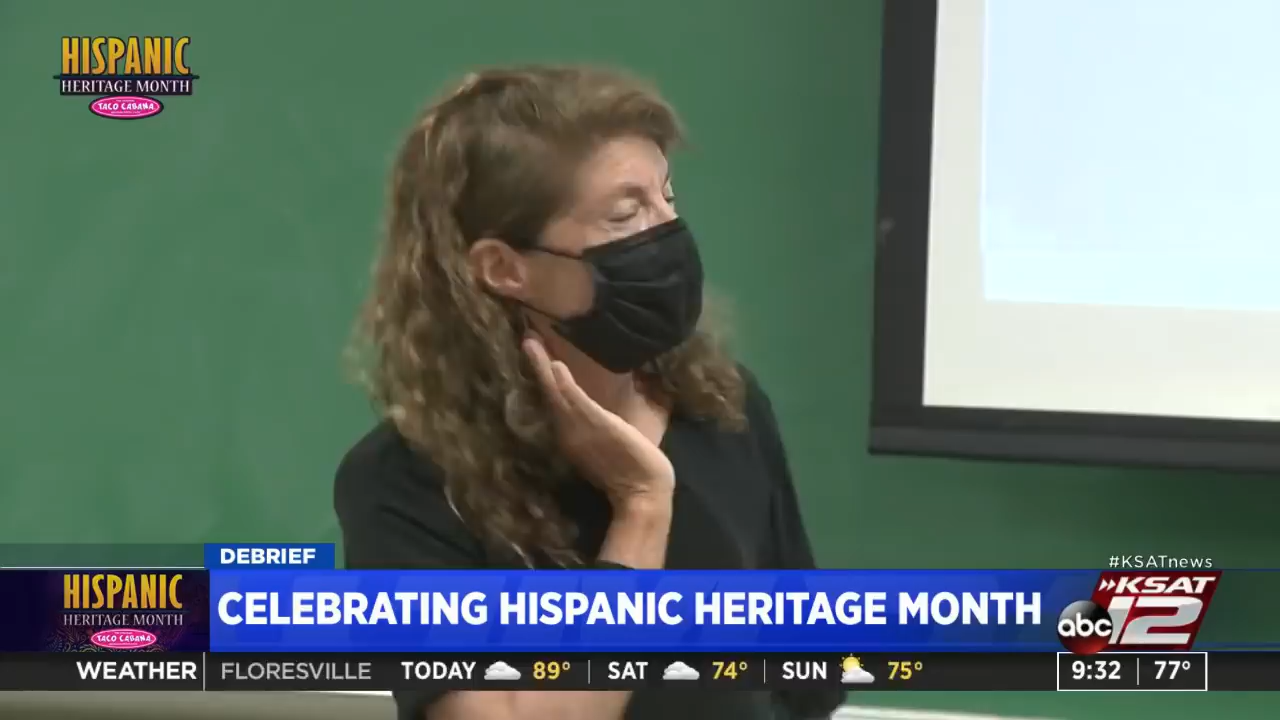 HISPANIC
HERITAGE MONTH
TACO CABANA
DEBRIEF
#KSATnews
HISPANIC
HERITAGE MONTH
TACO CABANA
CELEBRATING HISPANIC HERITAGE MONTH
KSAT
abc 12
WEATHER FLORESVILLE TODAY 89° SAT 74° SUN 75° 9:32 77°